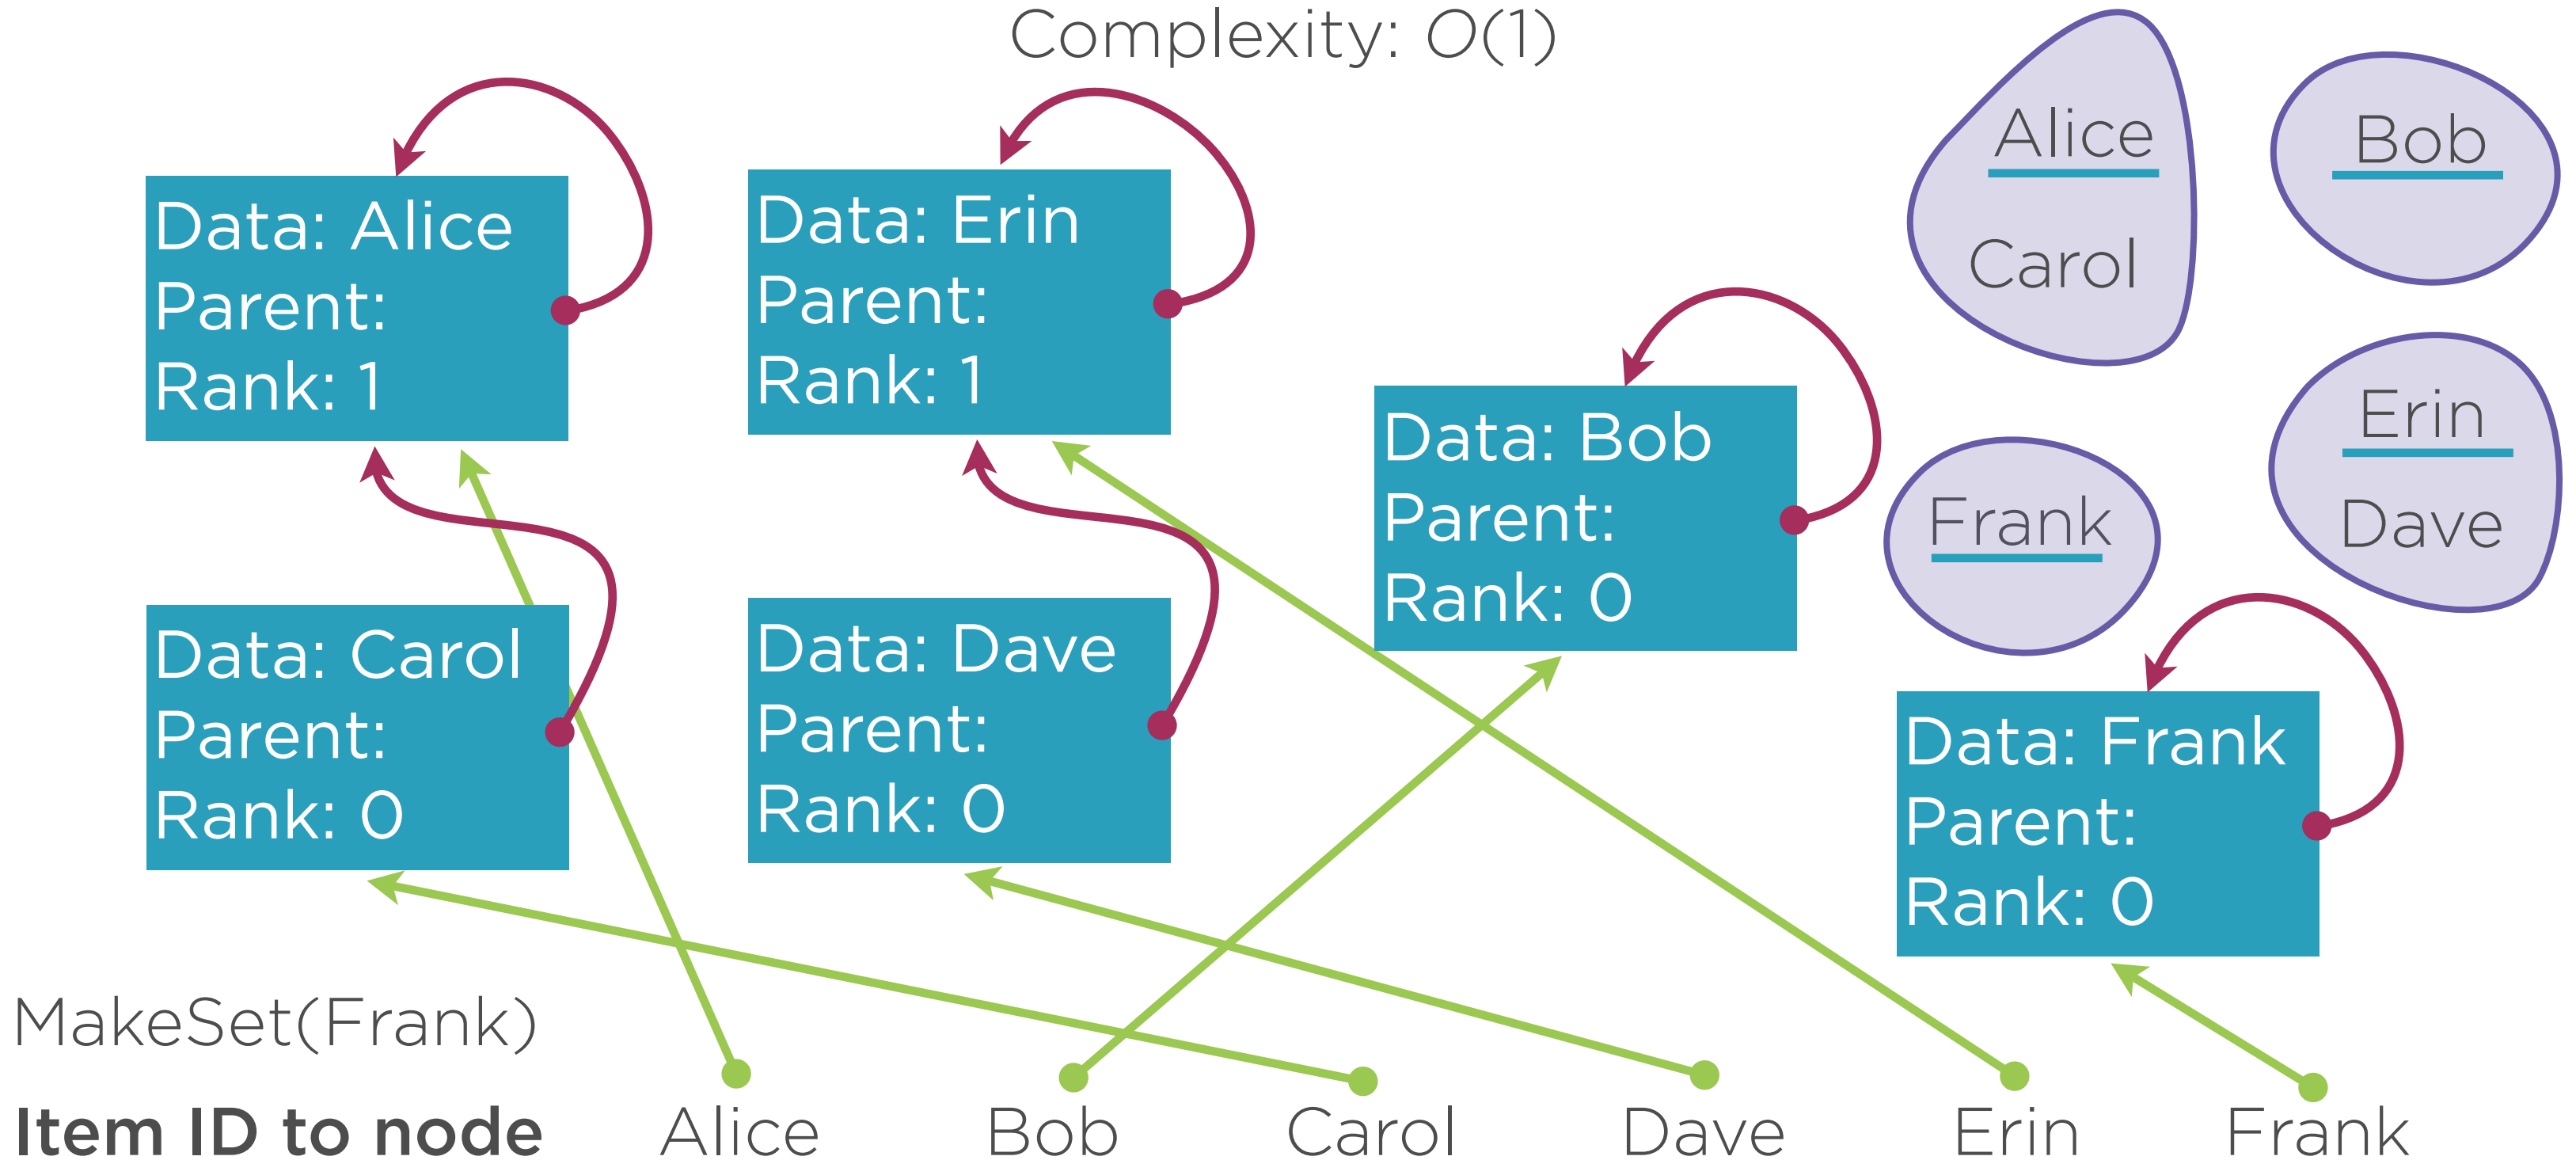 Complexity: O(1)
Data: Alice
Parent:
Rank: 1
Data: Erin
Parent:
Rank: 1
Data: Bob
Parent:
Rank: 0
Alice
Carol
Bob
Erin
Dave
Frank
Data: Carol
Parent:
Rank: 0
Data: Dave
Parent:
Rank: 0
Data: Frank
Parent:
Rank: 0
MakeSet(Frank)
Item ID to node
Alice
Bob
Carol
Dave
Erin
Frank